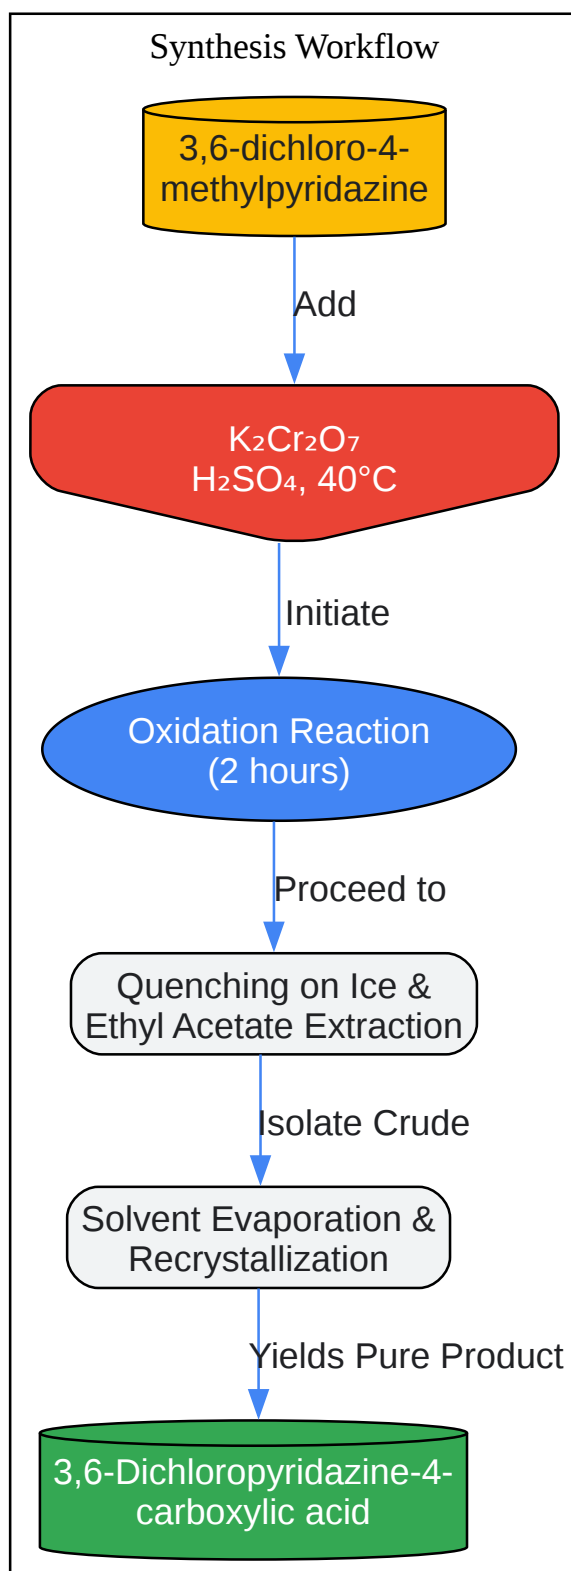 Synthesis Workflow
3,6-dichloro-4-
methylpyridazine
Add
K₂Cr₂O₇
H₂SO₄, 40°C
Initiate
Oxidation Reaction
(2 hours)
Proceed to
Quenching on Ice &
Ethyl Acetate Extraction
Isolate Crude
Solvent Evaporation &
Recrystallization
Yields Pure Product
3,6-Dichloropyridazine-4-
carboxylic acid